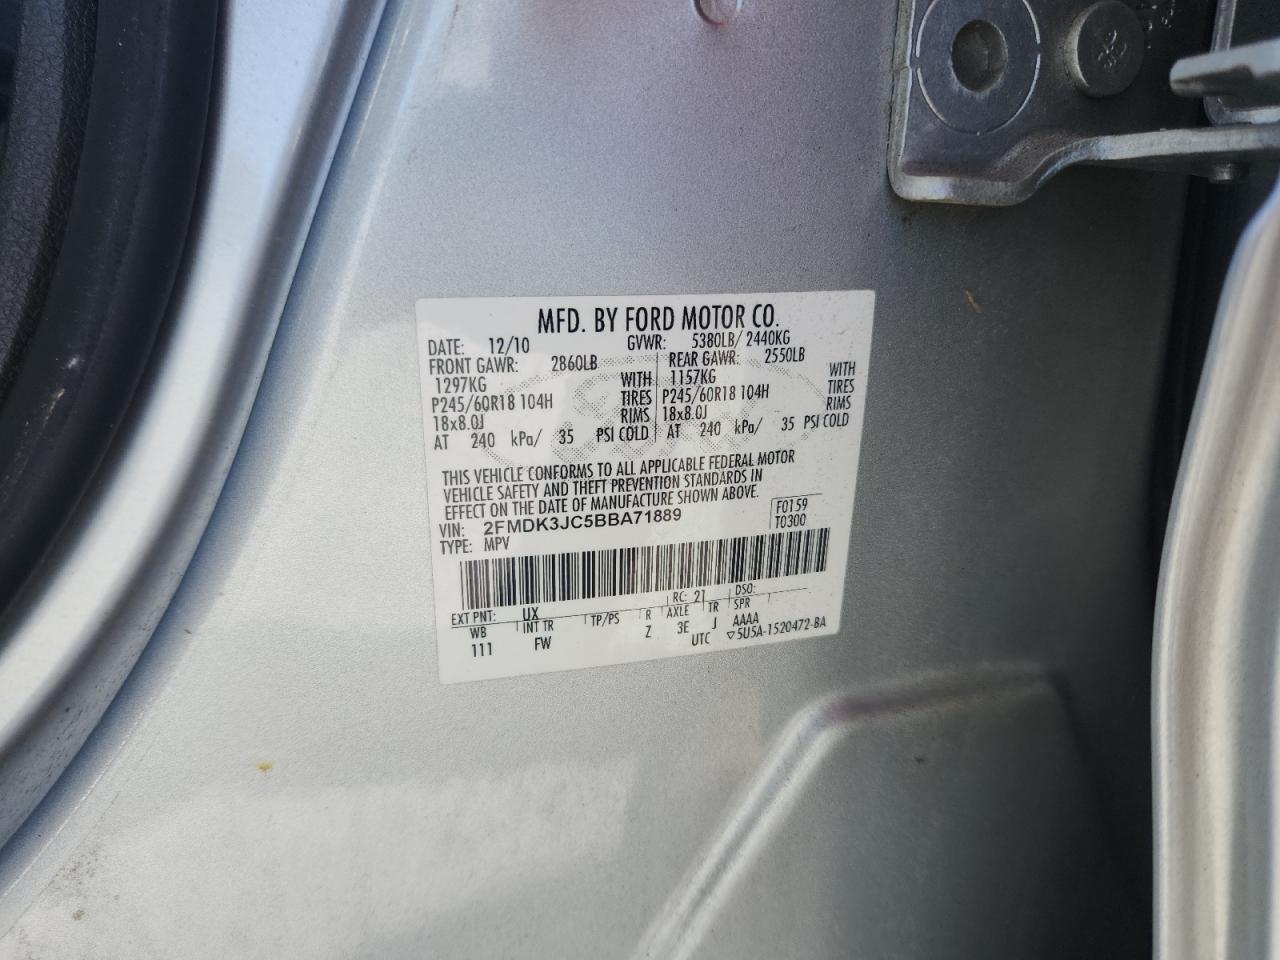 MFD. BY FORD MOTOR CO.
DATE: 12/10 GVWR: 5380LB/ 2440KG
FRONT GAWR: 2860LB REAR GAWR: 2550LB
1297KG WITH 1157KG WITH
P245/60R18 104H TIRES P245/60R18 104H TIRES
18x8.0J RIMS 18x8.0J RIMS
AT 240 kPa/ 35 PSI COLD AT 240 kPa/ 35 PSI COLD
THIS VEHICLE CONFORMS TO ALL APPLICABLE FEDERAL MOTOR
VEHICLE SAFETY AND THEFT PREVENTION STANDARDS IN
EFFECT ON THE DATE OF MANUFACTURE SHOWN ABOVE.
VIN: 2FMDK3JC5BBA71889 F0159
TYPE: MPV T0300
EXT PNT: UX RC: 21 DSO:
WB INT TR TP/PS R AXLE TR SPR
111 FW Z 3E J AAAA
UTC ▽5U5A-1520472-BA